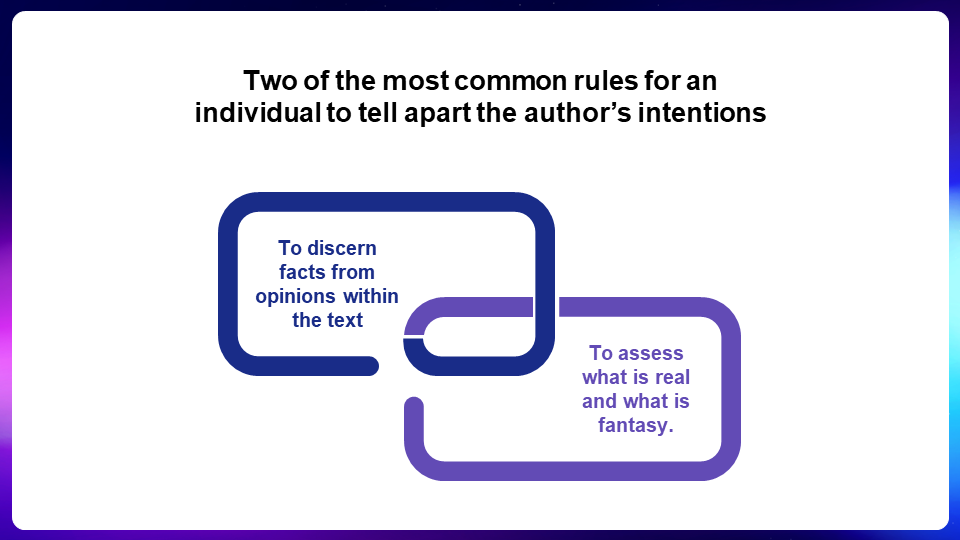 Two of the most common rules for an
individual to tell apart the author’s intentions
To discern
facts from
opinions within
the text
To assess
what is real
and what is
fantasy.